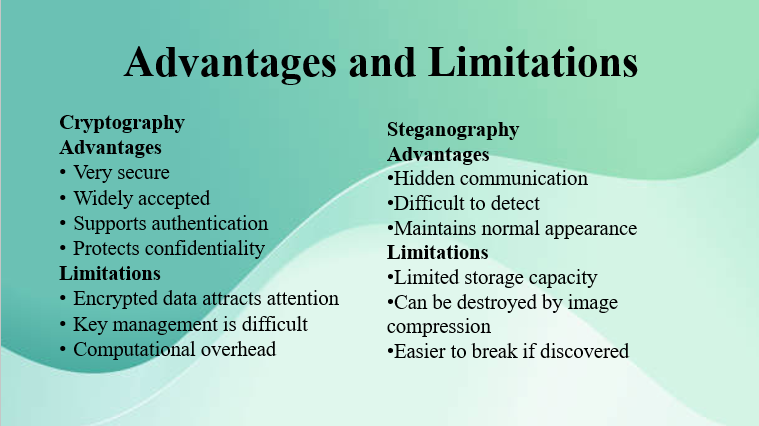 Advantages and Limitations
Cryptography
Advantages
• Very secure
• Widely accepted
• Supports authentication
• Protects confidentiality
Limitations
• Encrypted data attracts attention
• Key management is difficult
• Computational overhead
Steganography
Advantages
•Hidden communication
•Difficult to detect
•Maintains normal appearance
Limitations
•Limited storage capacity
•Can be destroyed by image
compression
•Easier to break if discovered